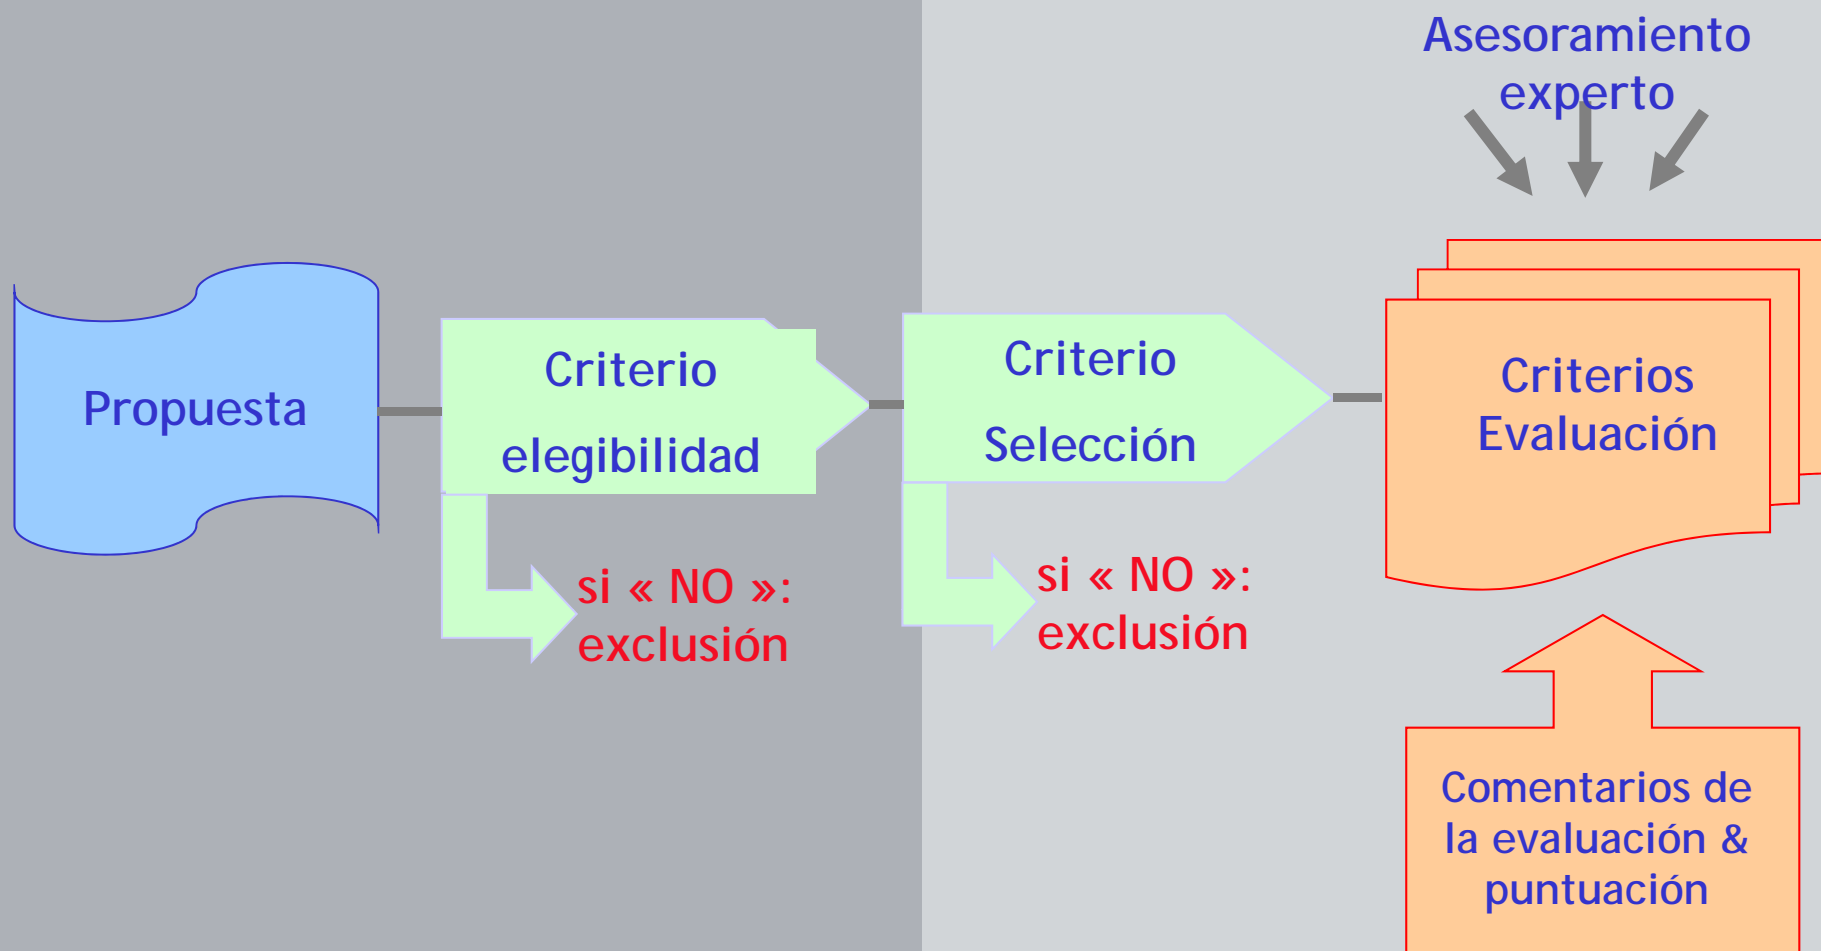 Asesoramiento
experto
Propuesta
Criterio
elegibilidad
si « NO »:
exclusión
Criterio
Selección
si « NO »:
exclusión
Criterios
Evaluación
Comentarios de
la evaluación &
puntuación